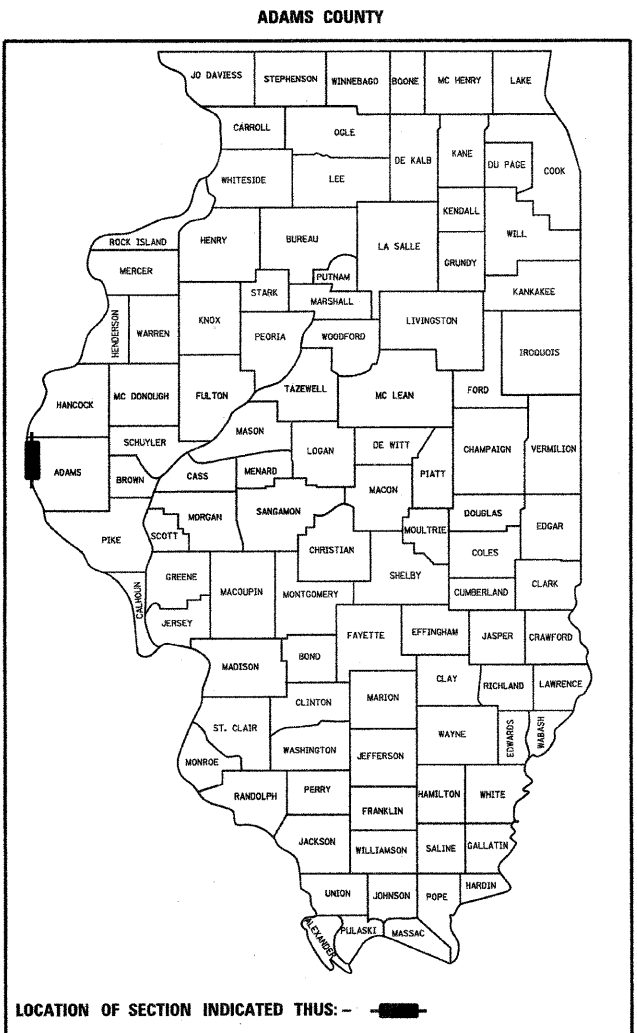 ADAMS COUNTY
JO DAVIESS STEPHENSON WINNEBAGO BOONE MC HENRY LAKE
CARROLL OGLE
DE KALB KANE DU PAGE COOK
WHITESIDE LEE
KENDALL
ROCK ISLAND HENRY BUREAU LA SALLE WILL
MERCER PUTNAM GRUNDY
STARK MARSHALL KANKAKEE
HENDERSON WARREN KNOX PEORIA WOODFORD LIVINGSTON
IROQUOIS
HANCOCK MC DONOUGH FULTON TAZEWELL MC LEAN FORD
MASON
SCHUYLER LOGAN DE WITT CHAMPAIGN VERMILION
ADAMS BROWN CASS MENARD PIATT
MACON
MORGAN SANGAMON DOUGLAS
PIKE SCOTT MOULTRIE EDGAR
CHRISTIAN COLES
GREENE SHELBY
CALHOUN MACOUPIN MONTGOMERY CUMBERLAND CLARK
JERSEY
FAYETTE EFFINGHAM JASPER CRAWFORD
MADISON BOND
CLAY RICHLAND LAWRENCE
CLINTON MARION
ST. CLAIR WAYNE EDWARDS WABASH
WASHINGTON JEFFERSON
MONROE
RANDOLPH PERRY HAMILTON WHITE
FRANKLIN
JACKSON WILLIAMSON SALINE GALLATIN
UNION JOHNSON POPE HARDIN
ALEXANDER PULASKI MASSAC
LOCATION OF SECTION INDICATED THUS: -